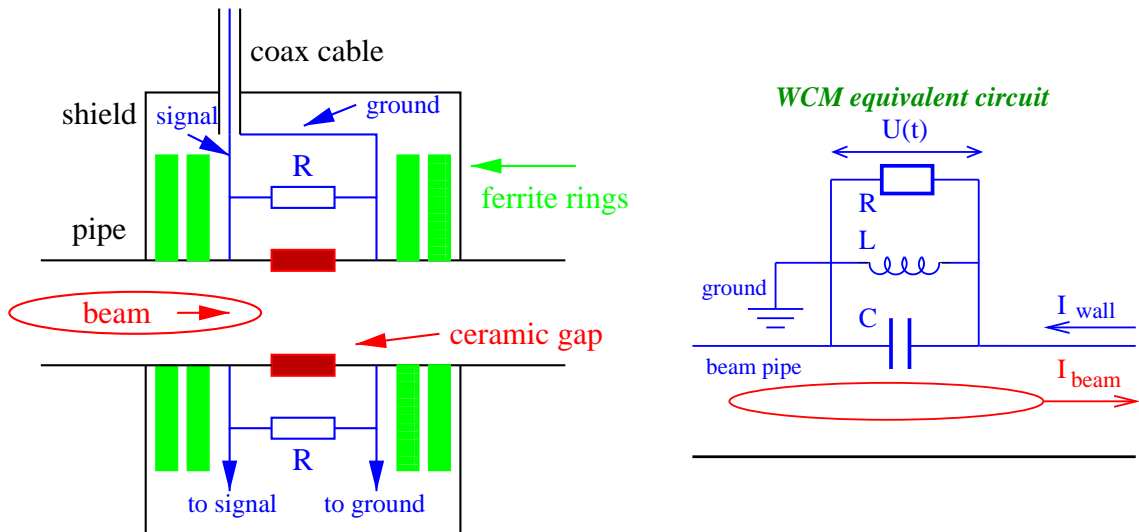 coax cable
shield
ground
signal
R
ferrite rings
pipe
beam
ceramic gap
R
to signal
to ground
WCM equivalent circuit
U(t)
R
L
ground
C
I wall
beam pipe
I beam